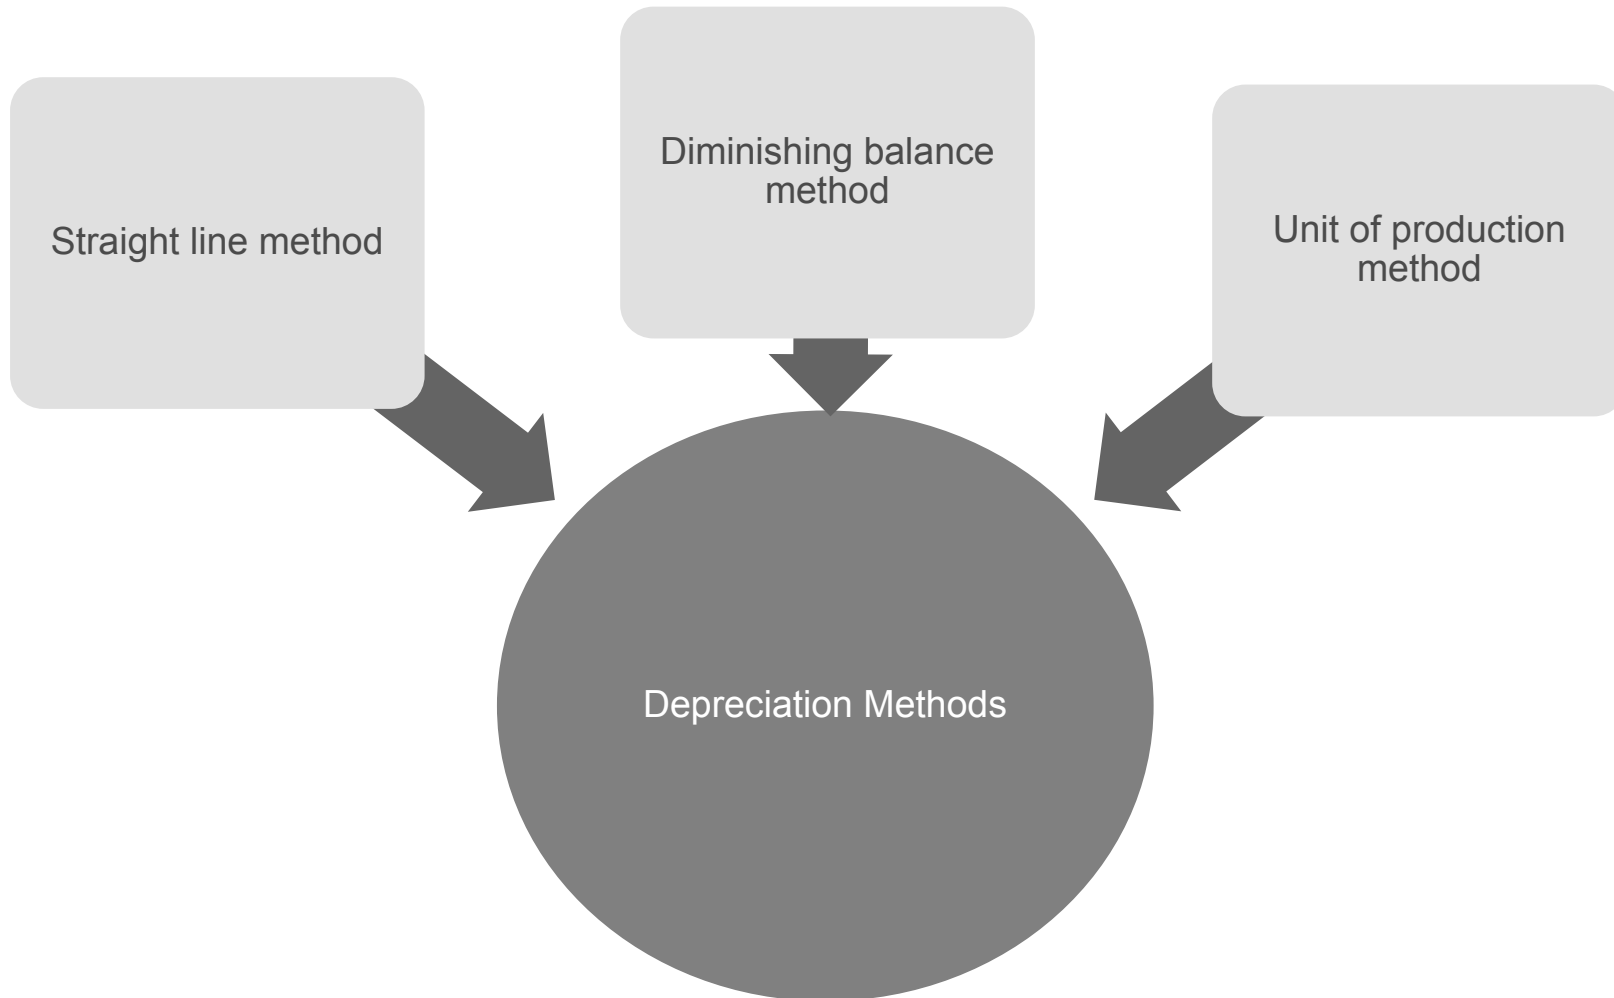 Straight line method
Diminishing balance
method
Unit of production
method
Depreciation Methods